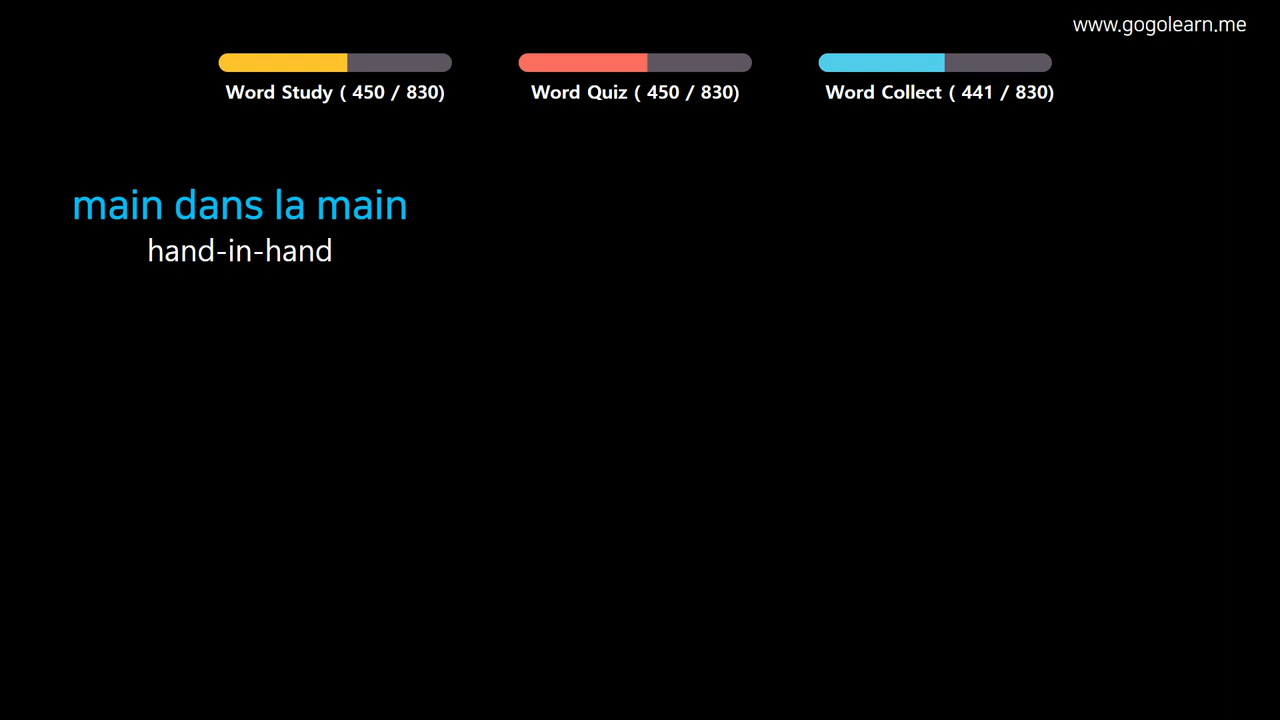 www.gogolearn.me
Word Study ( 450 / 830)
Word Quiz ( 450 / 830)
Word Collect ( 441 / 830)
main dans la main
hand-in-hand